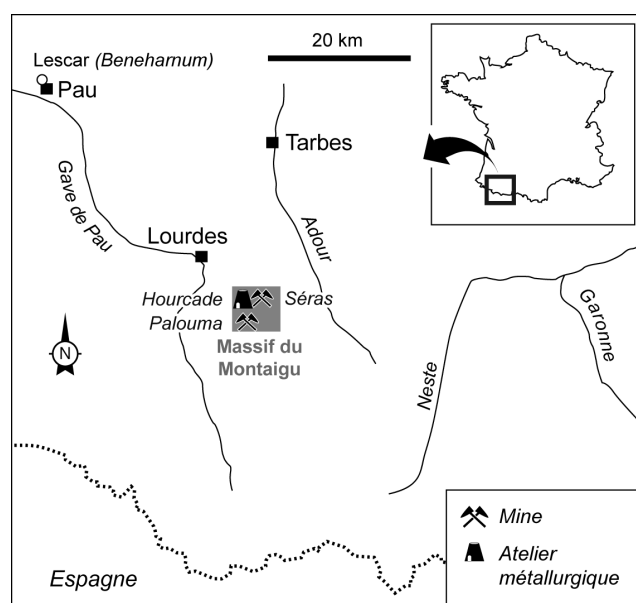 20 km
Lescar (Beneharnum)
Pau
Tarbes
Gave de Pau
Lourdes
Adour
Hourcade
Séras
Palouma
Massif du
Montaigu
N
Neste
Garonne
Mine
Atelier
métallurgique
Espagne